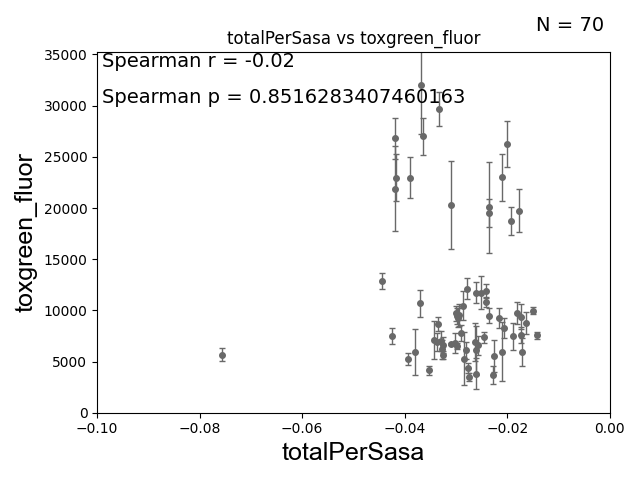 N = 70
totalPerSasa vs toxgreen_fluor
Spearman r = -0.02
Spearman p = 0.8516283407460163
toxgreen_fluor
35000
30000
25000
20000
15000
10000
5000
0
−0.10
−0.08
−0.06
−0.04
−0.02
0.00
totalPerSasa